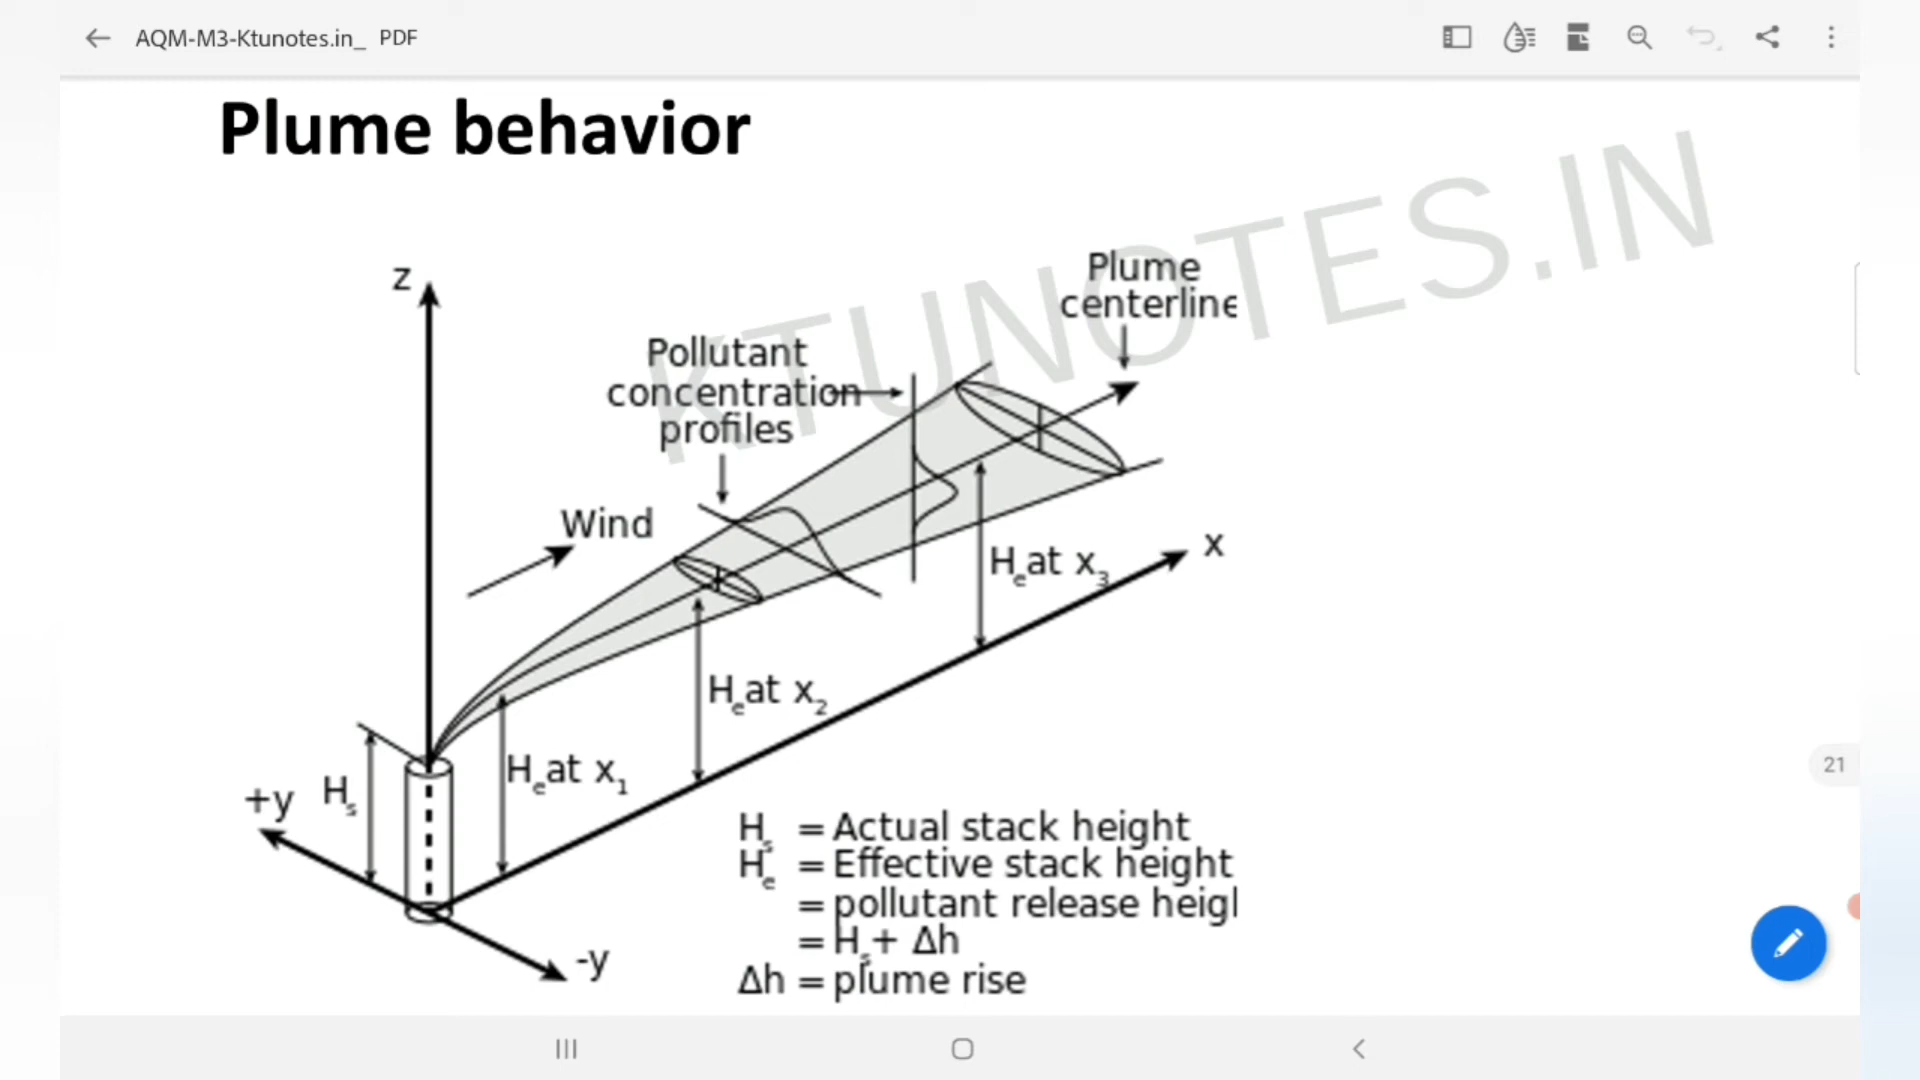 AQM-M3-Ktunotes.in_ PDF
Plume behavior
KTUNOTES.IN
z
Plume
centerline
Pollutant
concentration
profiles
Wind
x
He at x3
He at x2
He at x1
+y
Hs
-y
Hs = Actual stack height
He = Effective stack height
= pollutant release heigl
= Hs + Δh
Δh = plume rise
21